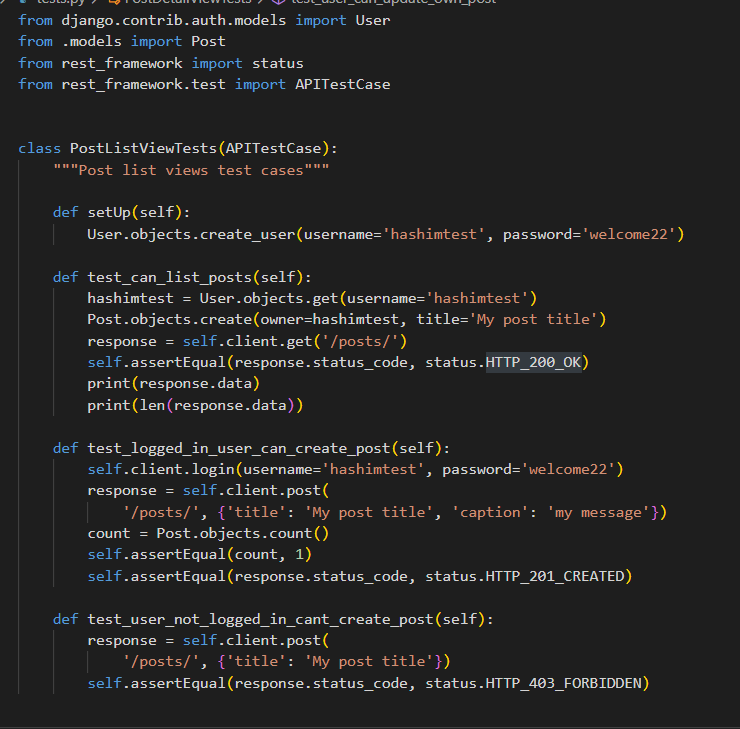 tests.py > PostDetailViewTests > test_user_can_update_own_post
from django.contrib.auth.models import User
from .models import Post
from rest_framework import status
from rest_framework.test import APITestCase
class PostListViewTests(APITestCase):
"""Post list views test cases"""
def setUp(self):
User.objects.create_user(username='hashimtest', password='welcome22')
def test_can_list_posts(self):
hashimtest = User.objects.get(username='hashimtest')
Post.objects.create(owner=hashimtest, title='My post title')
response = self.client.get('/posts/')
self.assertEqual(response.status_code, status.HTTP_200_OK)
print(response.data)
print(len(response.data))
def test_logged_in_user_can_create_post(self):
self.client.login(username='hashimtest', password='welcome22')
response = self.client.post(
'/posts/', {'title': 'My post title', 'caption': 'my message'})
count = Post.objects.count()
self.assertEqual(count, 1)
self.assertEqual(response.status_code, status.HTTP_201_CREATED)
def test_user_not_logged_in_cant_create_post(self):
response = self.client.post(
'/posts/', {'title': 'My post title'})
self.assertEqual(response.status_code, status.HTTP_403_FORBIDDEN)